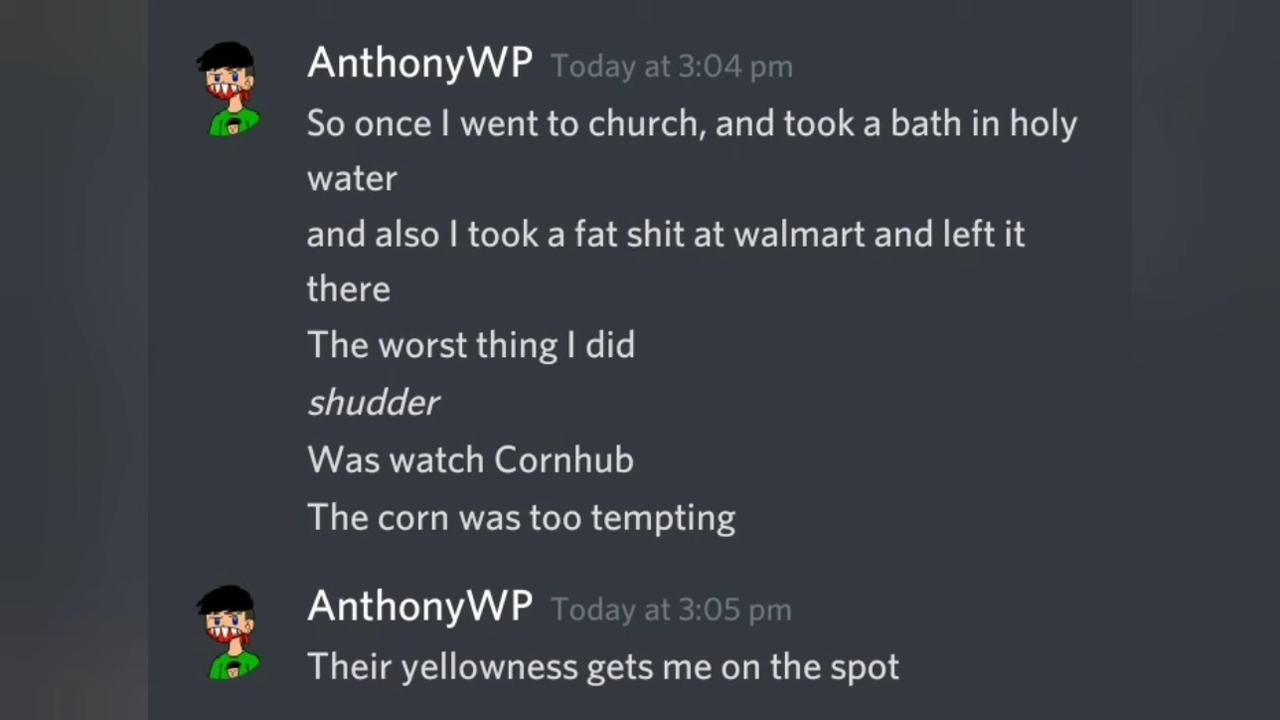 AnthonyWP Today at 3:04 pm
So once I went to church, and took a bath in holy
water
and also I took a fat shit at walmart and left it
there
The worst thing I did
shudder
Was watch Cornhub
The corn was too tempting
AnthonyWP Today at 3:05 pm
Their yellowness gets me on the spot